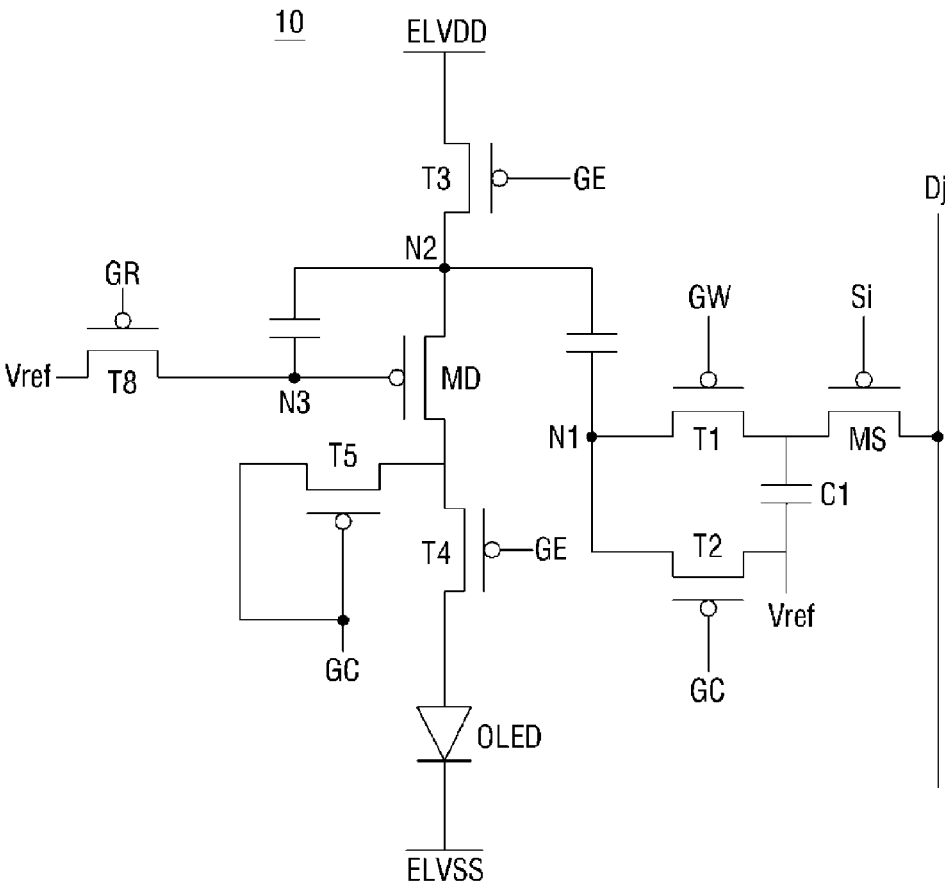 10
ELVDD
T3
GE
Dj
N2
GR
GW
Si
Vref
T8
N3
MD
N1
T1
MS
T5
C1
T4
GE
T2
Vref
GC
GC
OLED
ELVSS